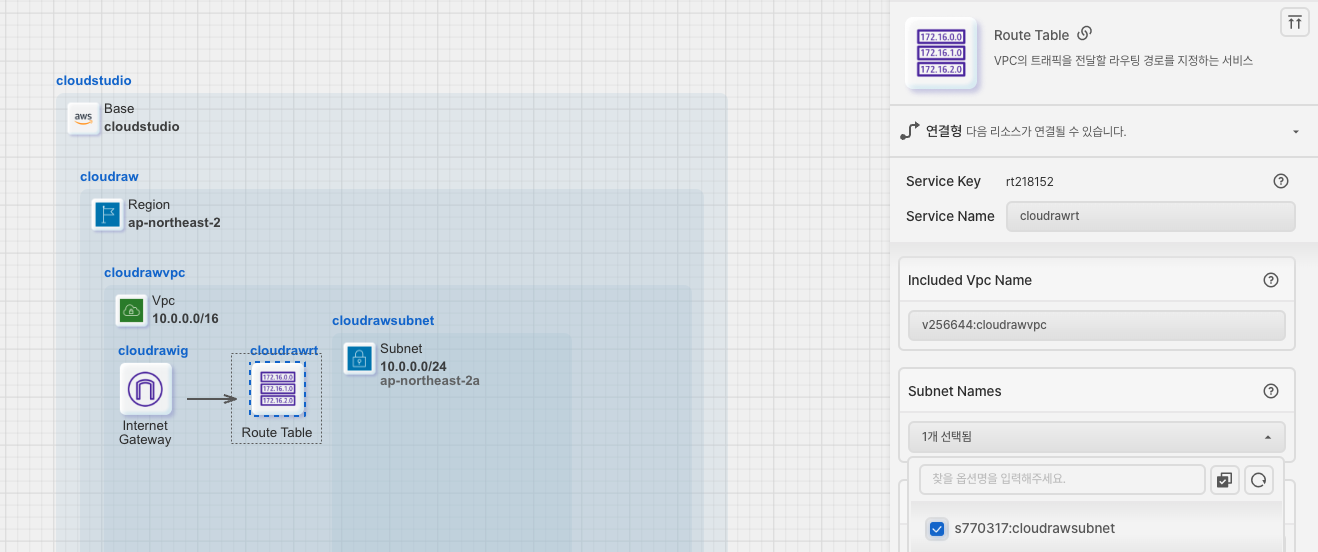 cloudstudio
aws
Base
cloudstudio
cloudraw
Region
ap-northeast-2
cloudrawvpc
Vpc
10.0.0.0/16
cloudrawig
Internet
Gateway
cloudrawrt
172.16.0.0
172.16.1.0
172.16.2.0
Route Table
cloudrawsubnet
Subnet
10.0.0.0/24
ap-northeast-2a
172.16.0.0
172.16.1.0
172.16.2.0
Route Table
VPC의 트래픽을 전달할 라우팅 경로를 지정하는 서비스
연결형 다음 리소스가 연결될 수 있습니다.
Service Key rt218152
Service Name cloudrawrt
Included Vpc Name
v256644:cloudrawvpc
Subnet Names
1개 선택됨
찾을 옵션명을 입력해주세요.
s770317:cloudrawsubnet